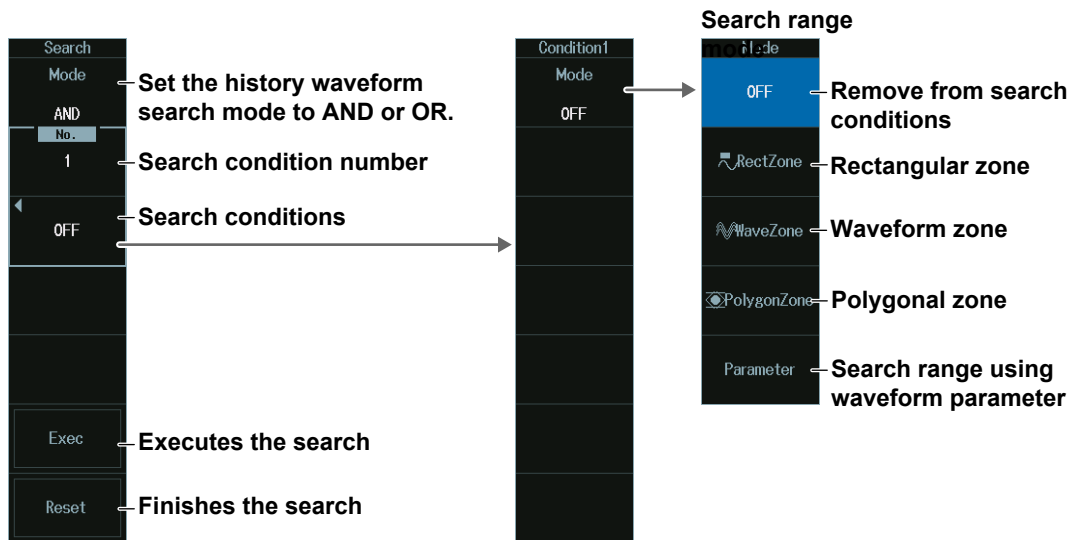 Search
Mode
AND
No.
1
OFF
Exec
Reset
Set the history waveform
search mode to AND or OR.
Search condition number
Search conditions
Executes the search
Finishes the search
Condition1
Mode
OFF
Search range
mode
Mode
OFF
RectZone
WaveZone
PolygonZone
Parameter
Remove from search
conditions
Rectangular zone
Waveform zone
Polygonal zone
Search range using
waveform parameter